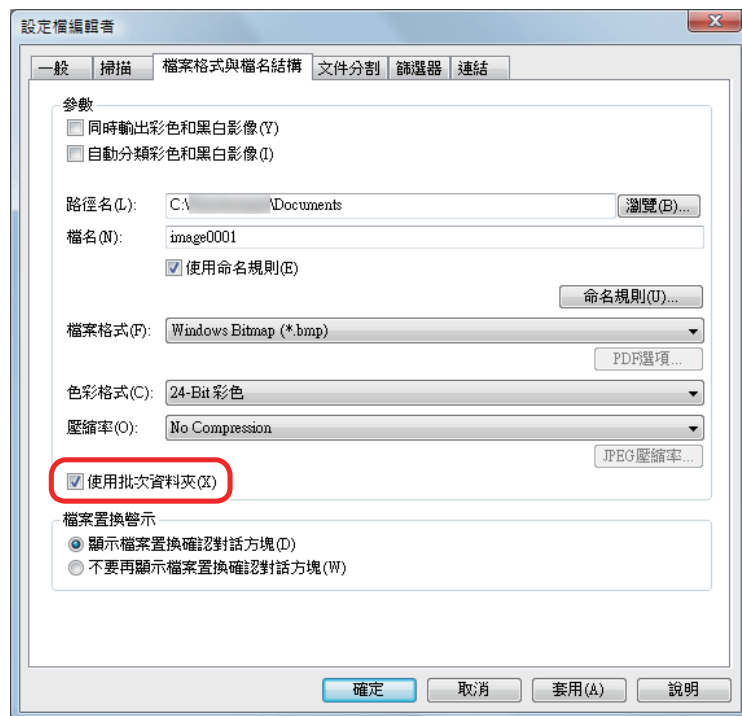 設定檔編輯者
一般 掃描 檔案格式與檔名結構 文件分割 篩選器 連結
參數
同時輸出彩色和黑白影像(Y)
自動分類彩色和黑白影像(I)
路徑名(L): C:\ \Documents 瀏覽(B)...
檔名(N): image0001
使用命名規則(E)
命名規則(U)...
檔案格式(F): Windows Bitmap (*.bmp)
PDF選項...
色彩格式(C): 24-Bit 彩色
壓縮率(O): No Compression
JPEG壓縮率...
使用批次資料夾(X)
檔案置換警示
顯示檔案置換確認對話方塊(D)
不要再顯示檔案置換確認對話方塊(W)
確定 取消 套用(A) 說明